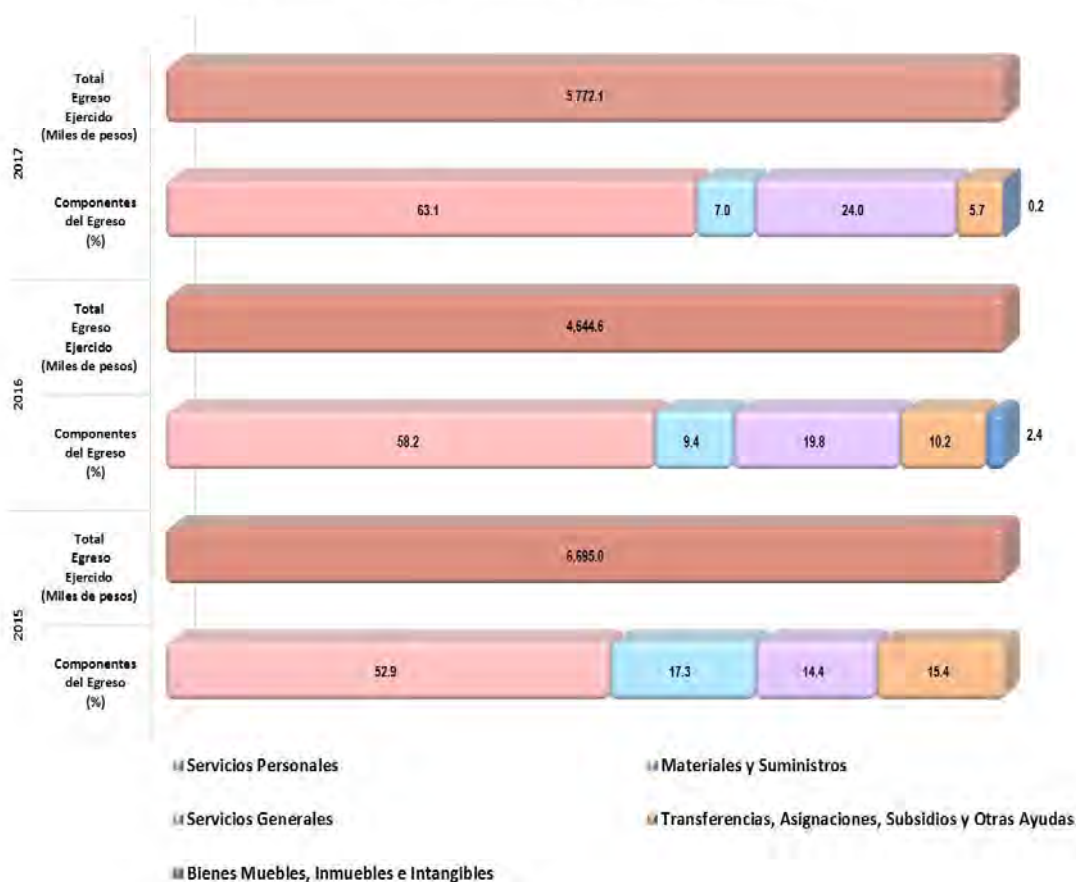 2017
Total
Egreso
Ejercido
(Miles de pesos)
5 772.1
Componentes
del Egreso
(%)
63.1
7.0
24.0
5.7
0.2
2016
Total
Egreso
Ejercido
(Miles de pesos)
4,644.6
Componentes
del Egreso
(%)
58.2
9.4
19.8
10.2
2.4
2015
Total
Egreso
Ejercido
(Miles de pesos)
6,695.0
Componentes
del Egreso
(%)
52.9
17.3
14.4
15.4
Servicios Personales
Materiales y Suministros
Servicios Generales
Transferencias, Asignaciones, Subsidios y Otras Ayudas
Bienes Muebles, Inmuebles e Intangibles